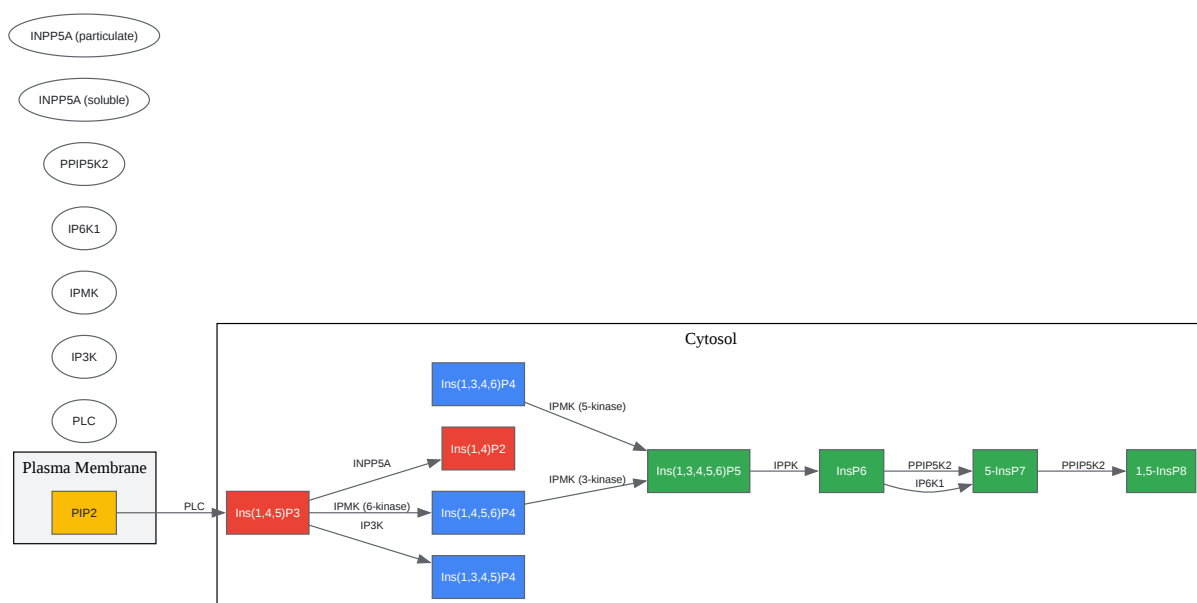 INPP5A (particulate)
INPP5A (soluble)
PPIP5K2
IP6K1
IPMK
IP3K
PLC
Plasma Membrane
PIP2
PLC
Cytosol
Ins(1,4,5)P3
INPP5A
IPMK (6-kinase)
IP3K
Ins(1,3,4,6)P4
Ins(1,4)P2
Ins(1,4,5,6)P4
Ins(1,3,4,5)P4
IPMK (5-kinase)
IPMK (3-kinase)
Ins(1,3,4,5,6)P5
IPPK
InsP6
PPIP5K2
IP6K1
5-InsP7
PPIP5K2
1,5-InsP8